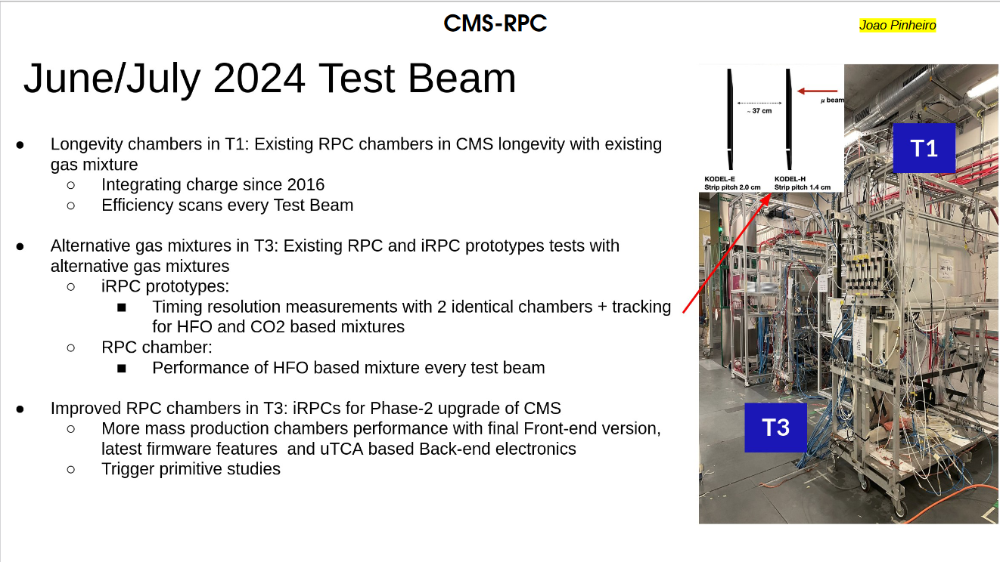 CMS-RPC
Joao Pinheiro
June/July 2024 Test Beam
● Longevity chambers in T1: Existing RPC chambers in CMS longevity with existing
gas mixture
○ Integrating charge since 2016
○ Efficiency scans every Test Beam
● Alternative gas mixtures in T3: Existing RPC and iRPC prototypes tests with
alternative gas mixtures
○ iRPC prototypes:
■ Timing resolution measurements with 2 identical chambers + tracking
for HFO and CO2 based mixtures
○ RPC chamber:
■ Performance of HFO based mixture every test beam
● Improved RPC chambers in T3: iRPCs for Phase-2 upgrade of CMS
○ More mass production chambers performance with final Front-end version,
latest firmware features  and uTCA based Back-end electronics
○ Trigger primitive studies
μ beam
~ 37 cm
KODEL-E
Strip pitch 2.0 cm
KODEL-H
Strip pitch 1.4 cm
T1
T3